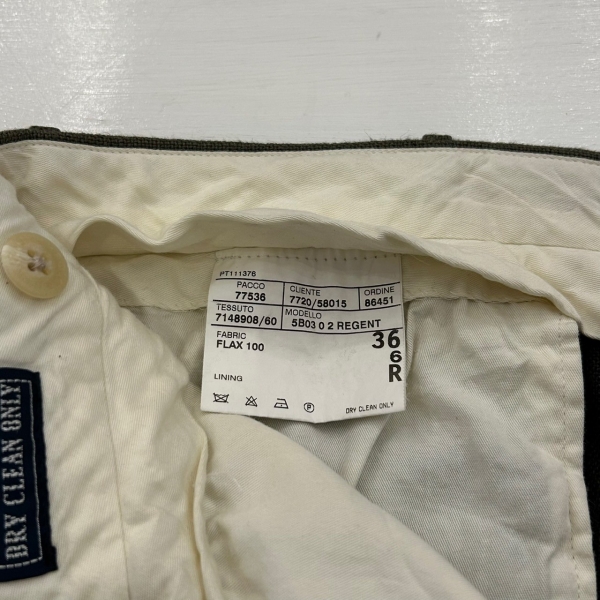 PT111376
PACCO CLIENTE ORDINE
77536 7720/58015 86451
TESSUTO MODELLO
7148908/60 5B03 0 2 REGENT
FABRIC
FLAX 100
36
6
R
LINING
DRY CLEAN ONLY
DRY CLEAN ONLY